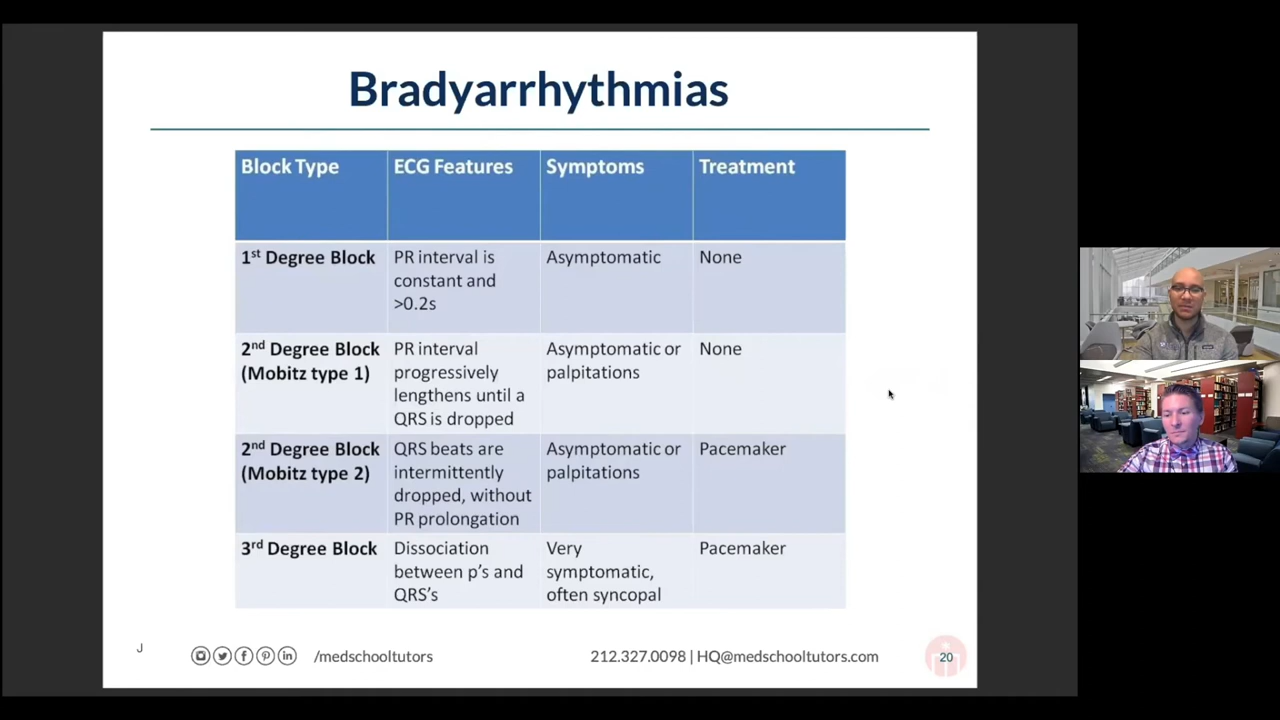 Bradyarrhythmias
Block Type
ECG Features
Symptoms
Treatment
1st Degree Block
PR interval is
constant and
>0.2s
Asymptomatic
None
2nd Degree Block
(Mobitz type 1)
PR interval
progressively
lengthens until a
QRS is dropped
Asymptomatic or
palpitations
None
2nd Degree Block
(Mobitz type 2)
QRS beats are
intermittently
dropped, without
PR prolongation
Asymptomatic or
palpitations
Pacemaker
3rd Degree Block
Dissociation
between p's and
QRS's
Very
symptomatic,
often syncopal
Pacemaker
J
/medschooltutors
212.327.0098 | HQ@medschooltutors.com
20